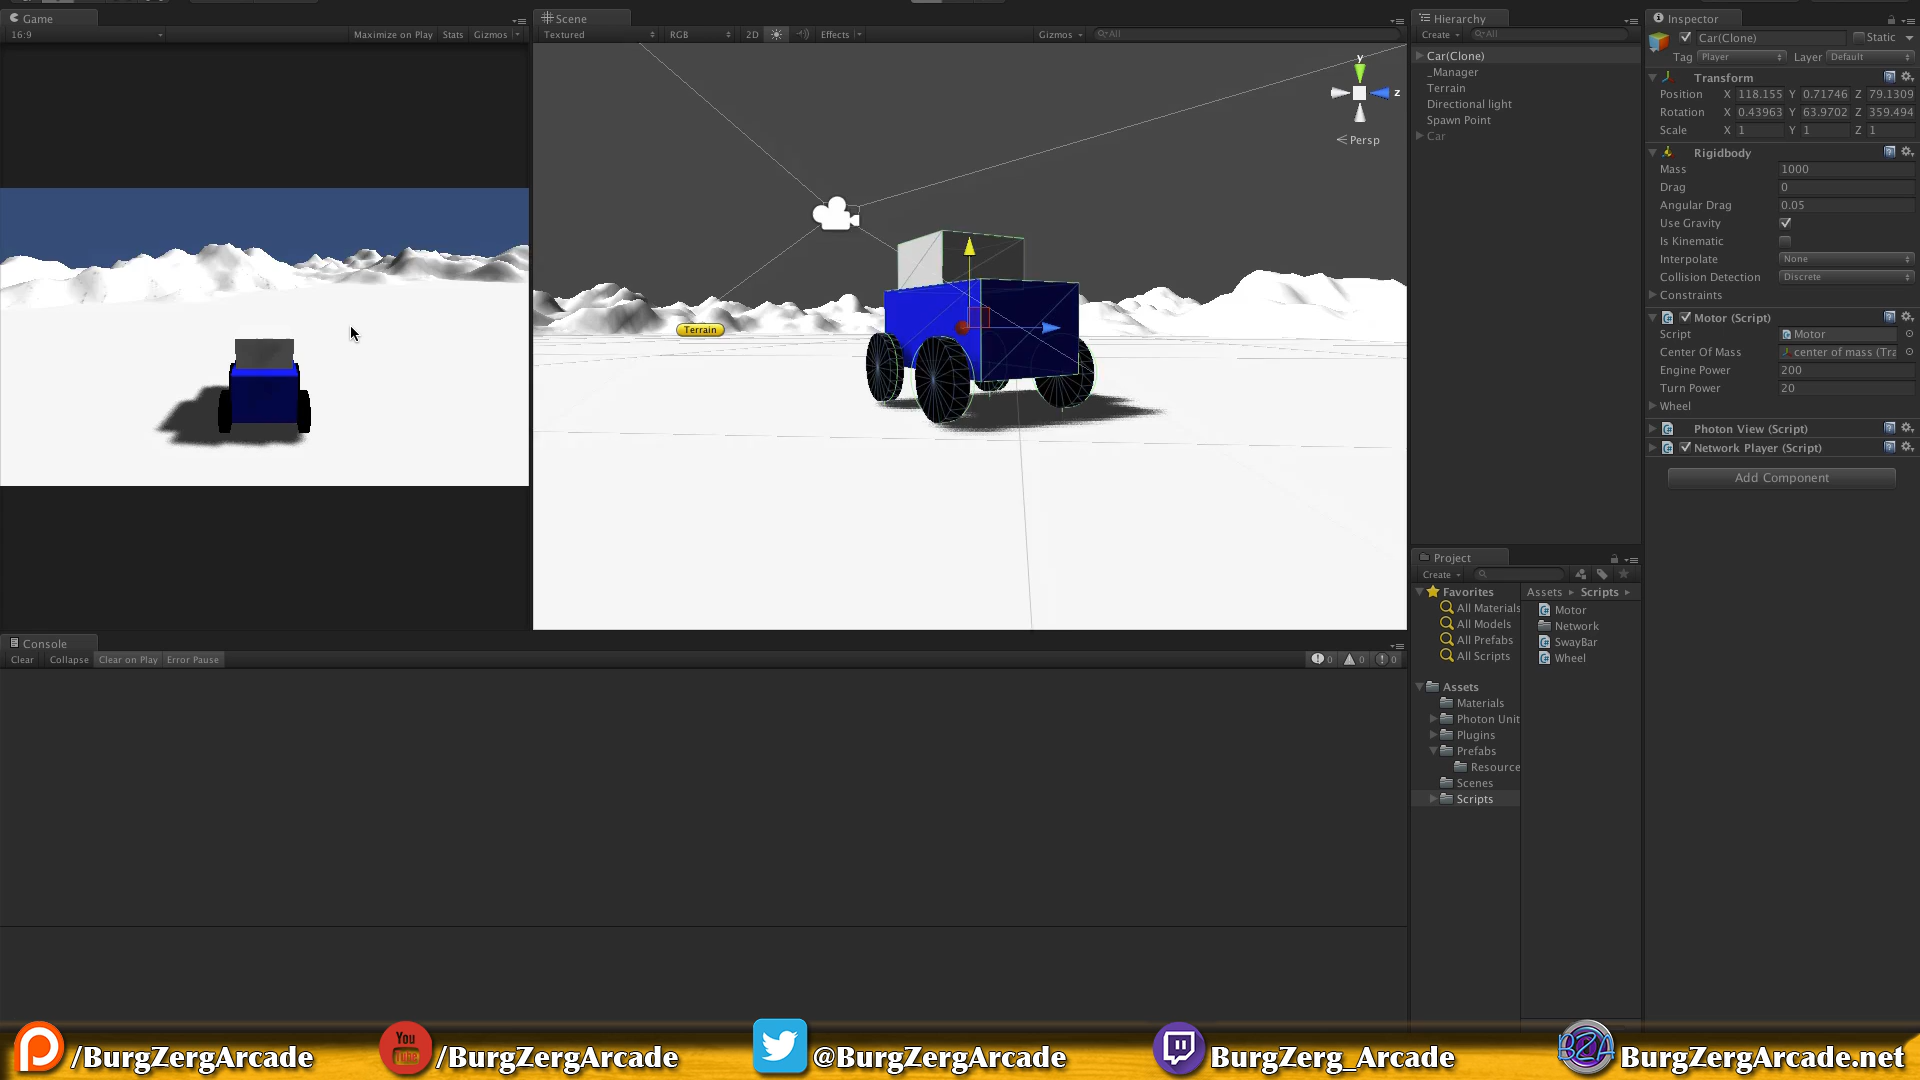 Game
16:9
Maximize on Play Stats Gizmos
Scene
Textured RGB 2D Effects Gizmos All
y
z
Persp
Terrain
Hierarchy
Create All
Car(Clone)
_Manager
Terrain
Directional light
Spawn Point
Car
Inspector
Car(Clone) Static
Tag Player Layer Default
Transform
Position X 118.155 Y 0.71746 Z 79.1309
Rotation X 0.43963 Y 63.9702 Z 359.494
Scale X 1 Y 1 Z 1
Rigidbody
Mass 1000
Drag 0
Angular Drag 0.05
Use Gravity
Is Kinematic
Interpolate None
Collision Detection Discrete
Constraints
Motor (Script)
Script Motor
Center Of Mass center of mass (Tra
Engine Power 200
Turn Power 20
Wheel
Photon View (Script)
Network Player (Script)
Add Component
Project
Create
Favorites
All Materials
All Models
All Prefabs
All Scripts
Assets
Materials
Photon Unit
Plugins
Prefabs
Resource
Scenes
Scripts
Assets Scripts
Motor
Network
SwayBar
Wheel
Console
Clear Collapse Clear on Play Error Pause 0 0 0
/BurgZergArcade
You Tube /BurgZergArcade
@BurgZergArcade
BurgZerg_Arcade
BZA BurgZergArcade.net